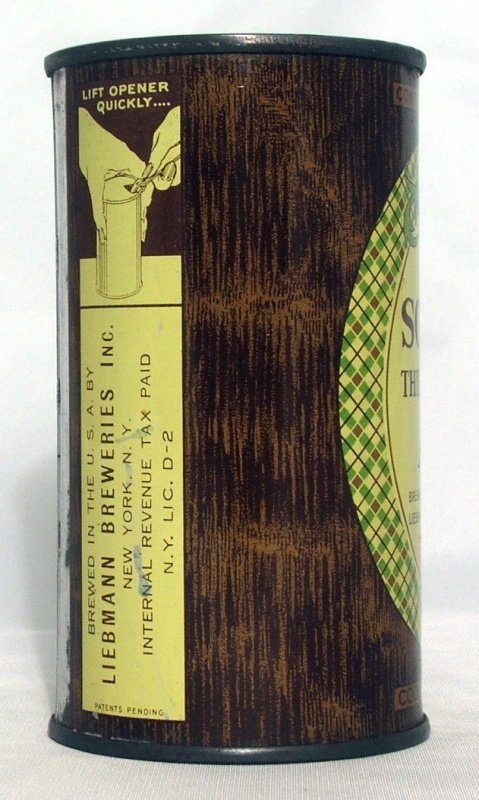 LIFT OPENER
QUICKLY....
BREWED IN THE U. S. A. BY
LIEBMANN BREWERIES INC.
NEW YORK, N. Y.
INTERNAL REVENUE TAX PAID
N. Y. LIC. D-2
PATENTS PENDING